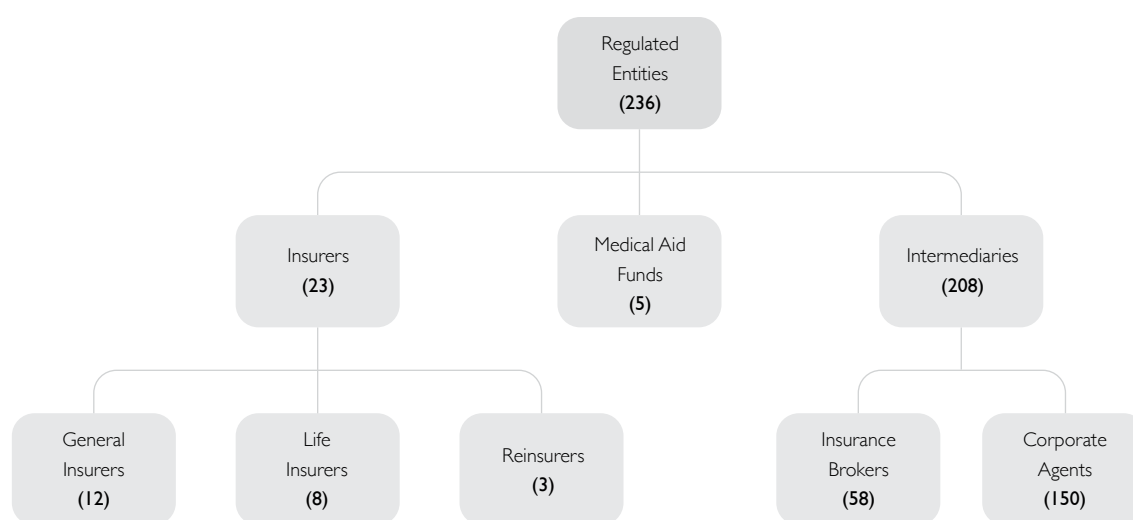 Regulated
Entities
(236)
Insurers
(23)
Medical Aid
Funds
(5)
Intermediaries
(208)
General
Insurers
(12)
Life
Insurers
(8)
Reinsurers
(3)
Insurance
Brokers
(58)
Corporate
Agents
(150)